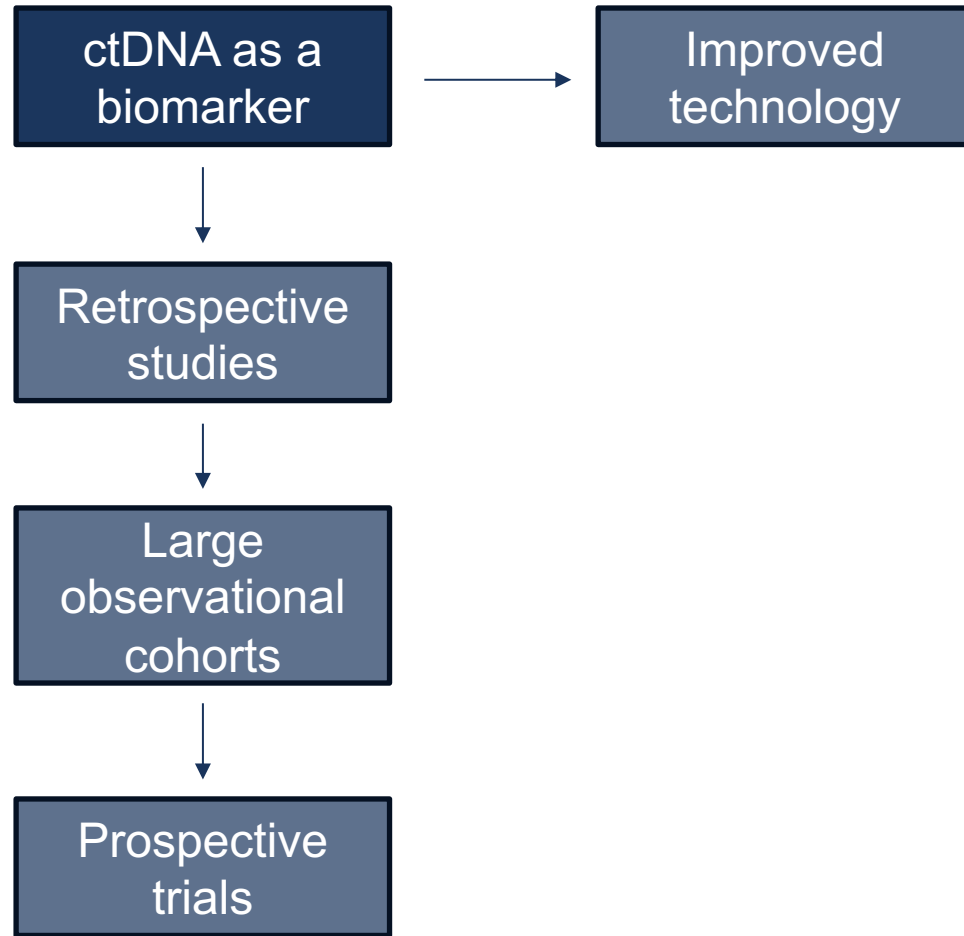 ctDNA as a
biomarker
Improved
technology
Retrospective
studies
Large
observational
cohorts
Prospective
trials